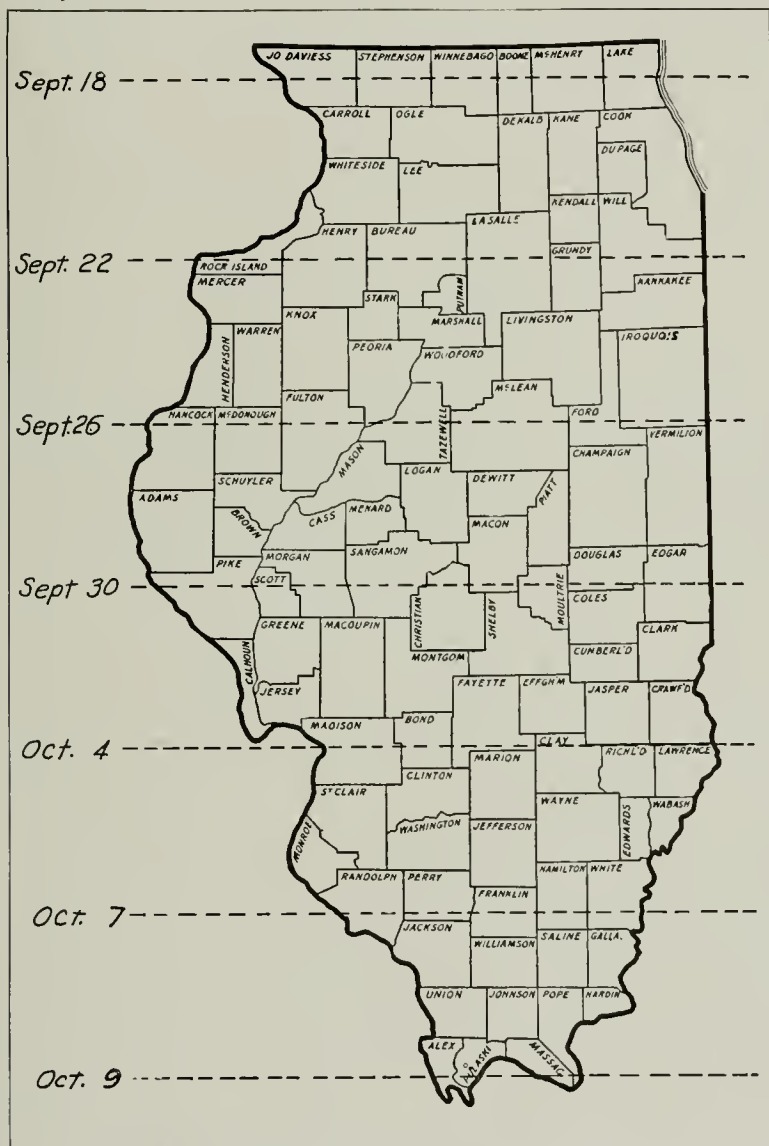 JO DAVIESS STEPHENSON WINNEBAGO BOONE McHENRY LAKE
Sept. 18
CARROLL OGLE DEKALB KANE COOK
DUPAGE
WHITESIDE LEE
KENDALL WILL
HENRY BUREAU LASALLE
GRUNDY
Sept. 22
ROCK ISLAND
MERCER
KANKAKEE
STARK PUTNAM
KNOX MARSHALL LIVINGSTON
HENDERSON WARREN IROQUOIS
PEORIA WOODFORD
McLEAN
FULTON
HANCOCK McDONOUGH TAZEWELL FORD
Sept. 26
VERMILION
MASON CHAMPAIGN
SCHUYLER LOGAN DEWITT PIATT
ADAMS
BROWN CASS MENARD MACON
PIKE MORGAN SANGAMON DOUGLAS EDGAR
SCOTT
Sept 30
CHRISTIAN SHELBY MOULTRIE COLES
GREENE MACOUPIN CLARK
CALHOUN MONTGOM CUMBERL'D
JERSEY FAYETTE EFFGH'M JASPER CRAWF'D
MADISON BOND
Oct. 4
CLAY
MARION RICHL'D LAWRENCE
CLINTON
ST CLAIR WAYNE EDWARDS WABASH
MONROE WASHINGTON JEFFERSON
RANDOLPH PERRY HAMILTON WHITE
FRANKLIN
Oct. 7
JACKSON SALINE GALLA.
WILLIAMSON
UNION JOHNSON POPE HARDIN
ALEX PULASKI MASSAC
Oct. 9